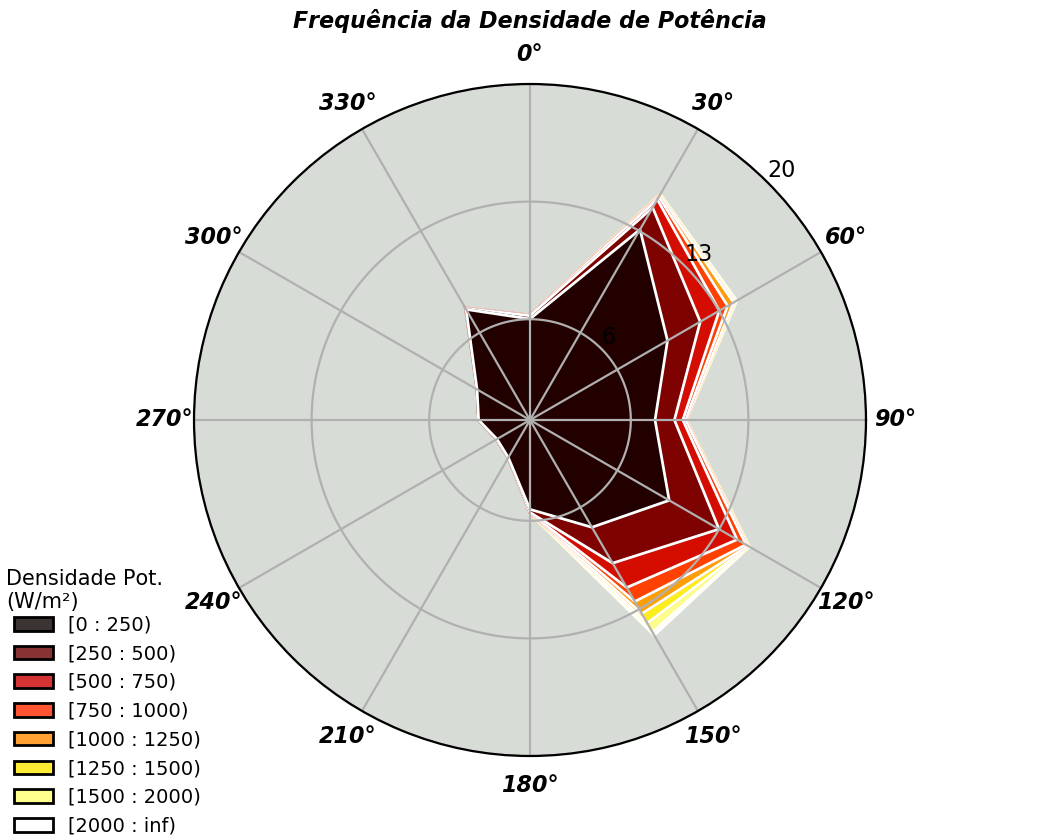 Frequência da Densidade de Potência
0°
330°
30°
20
300°
60°
13
6
270°
90°
240°
120°
210°
150°
180°
Densidade Pot.
(W/m²)
[0 : 250)
[250 : 500)
[500 : 750)
[750 : 1000)
[1000 : 1250)
[1250 : 1500)
[1500 : 2000)
[2000 : inf)